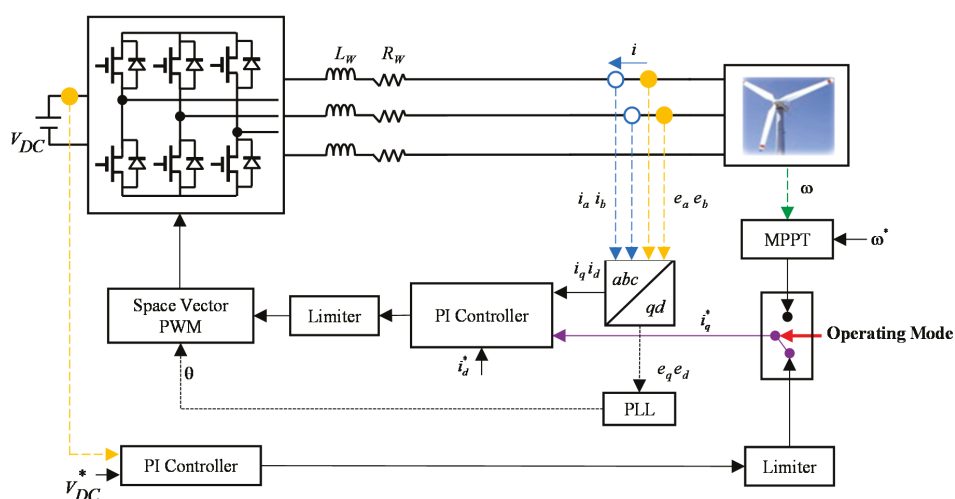 L_W R_W
i
V_DC
i_a i_b
e_a e_b
ω
MPPT
ω*
abc
qd
i_q i_d
Space Vector
PWM
Limiter
PI Controller
i_q*
Operating Mode
i_d*
θ
e_q e_d
PLL
PI Controller
Limiter
V_DC*